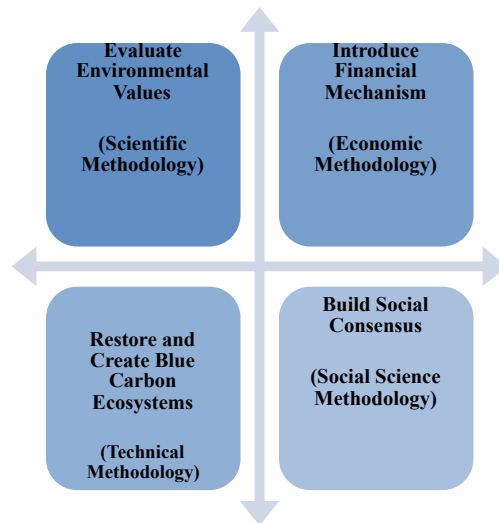 Evaluate
Environmental
Values
(Scientific
Methodology)
Introduce
Financial
Mechanism
(Economic
Methodology)
Restore and
Create Blue
Carbon
Ecosystems
(Technical
Methodology)
Build Social
Consensus
(Social Science
Methodology)